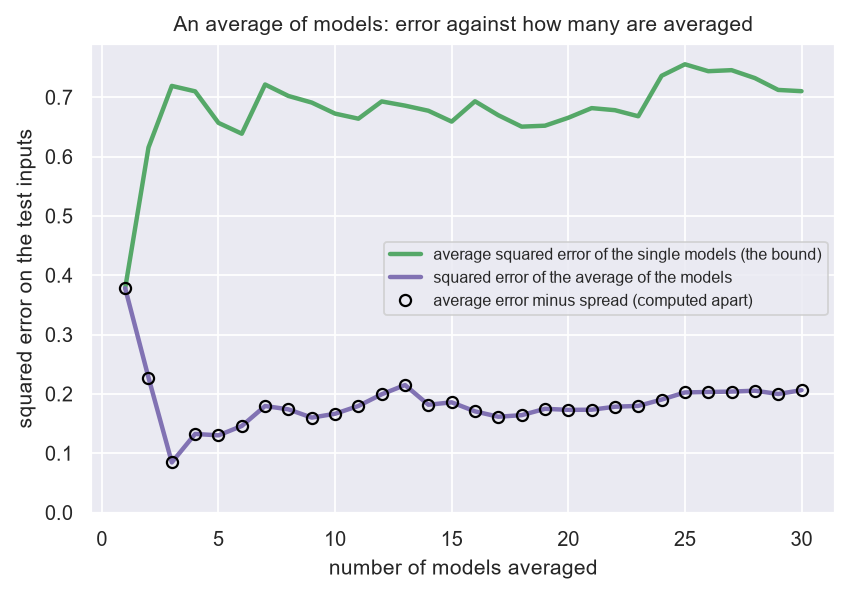 An average of models: error against how many are averaged
squared error on the test inputs
0.7
0.6
0.5
0.4
0.3
0.2
0.1
0.0
average squared error of the single models (the bound)
squared error of the average of the models
average error minus spread (computed apart)
0 5 10 15 20 25 30
number of models averaged